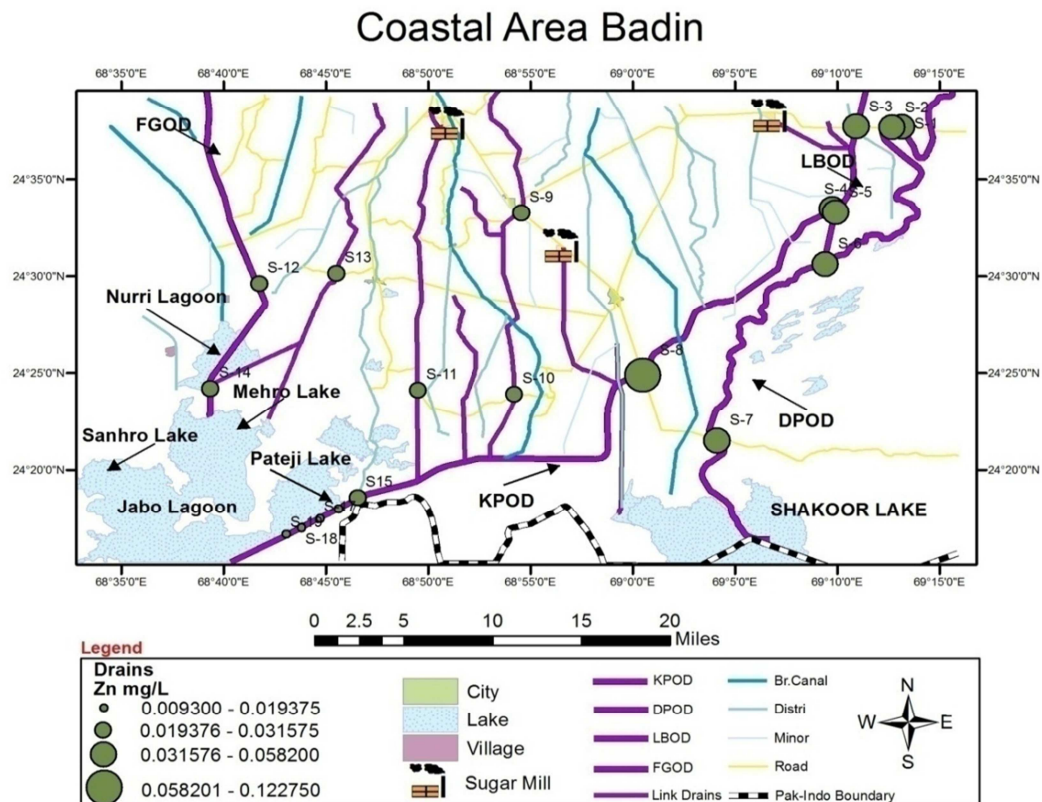 Coastal Area Badin
68°35'0"E 68°40'0"E 68°45'0"E 68°50'0"E 68°55'0"E 69°0'0"E 69°5'0"E 69°10'0"E 69°15'0"E
FGOD
S-3 S-2
S-1
LBOD
24°35'0"N 24°35'0"N
S-4 S-5
S-9
S-6
S-12 S13
24°30'0"N 24°30'0"N
Nurri Lagoon
S-8
S-14 S-11 S-10
24°25'0"N 24°25'0"N
Mehro Lake
DPOD
S-7
Sanhro Lake
Pateji Lake
24°20'0"N 24°20'0"N
S15
KPOD
Jabo Lagoon
SHAKOOR LAKE
S-19
S-18
68°35'0"E 68°40'0"E 68°45'0"E 68°50'0"E 68°55'0"E 69°0'0"E 69°5'0"E 69°10'0"E 69°15'0"E
0 2.5 5 10 15 20
Miles
Legend
Drains
Zn mg/L
0.009300 - 0.019375
0.019376 - 0.031575
0.031576 - 0.058200
0.058201 - 0.122750
City
Lake
Village
Sugar Mill
KPOD
DPOD
LBOD
FGOD
Link Drains
Br.Canal
Distri
Minor
Road
Pak-Indo Boundary
N
W E
S